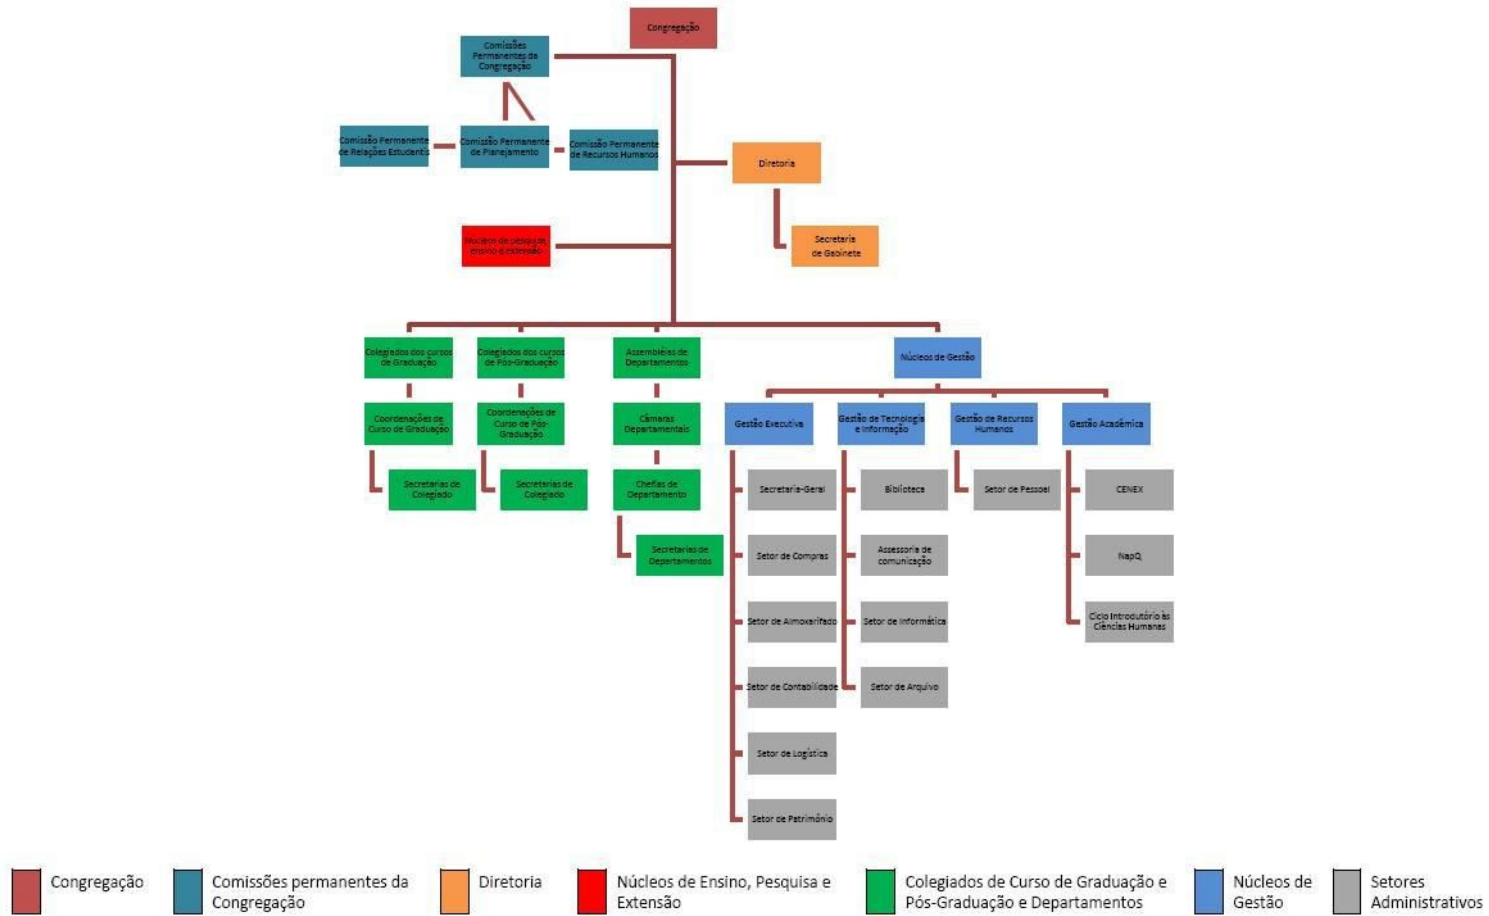 Congregação
Comissões
Permanentes da
Congregação
Comissão Permanente
de Relações Estudantis
Comissão Permanente
de Planejamento
Comissão Permanente
de Recursos Humanos
Diretoria
Núcleos de pesquisa,
ensino e extensão
Secretaria
de Gabinete
Colegiados dos cursos
de Graduação
Colegiados dos cursos
de Pós-Graduação
Assembléias de
Departamentos
Núcleos de Gestão
Coordenações de
Curso de Graduação
Coordenações de
Curso de Pós-
Graduação
Câmaras
Departamentais
Gestão Executiva
Gestão de Tecnologia
e Informação
Gestão de Recursos
Humanos
Gestão Acadêmica
Secretarias de
Colegiado
Secretarias de
Colegiado
Chefias de
Departamento
Secretaria-Geral
Biblioteca
Setor de Pessoal
CENEX
Secretarias de
Departamentos
Setor de Compras
Assessoria de
comunicação
NapQ
Setor de Almoxarifado
Setor de Informática
Ciclo Introdutório às
Ciências Humanas
Setor de Contabilidade
Setor de Arquivo
Setor de Logística
Setor de Patrimônio
Congregação
Comissões permanentes da
Congregação
Diretoria
Núcleos de Ensino, Pesquisa e
Extensão
Colegiados de Curso de Graduação e
Pós-Graduação e Departamentos
Núcleos de
Gestão
Setores
Administrativos